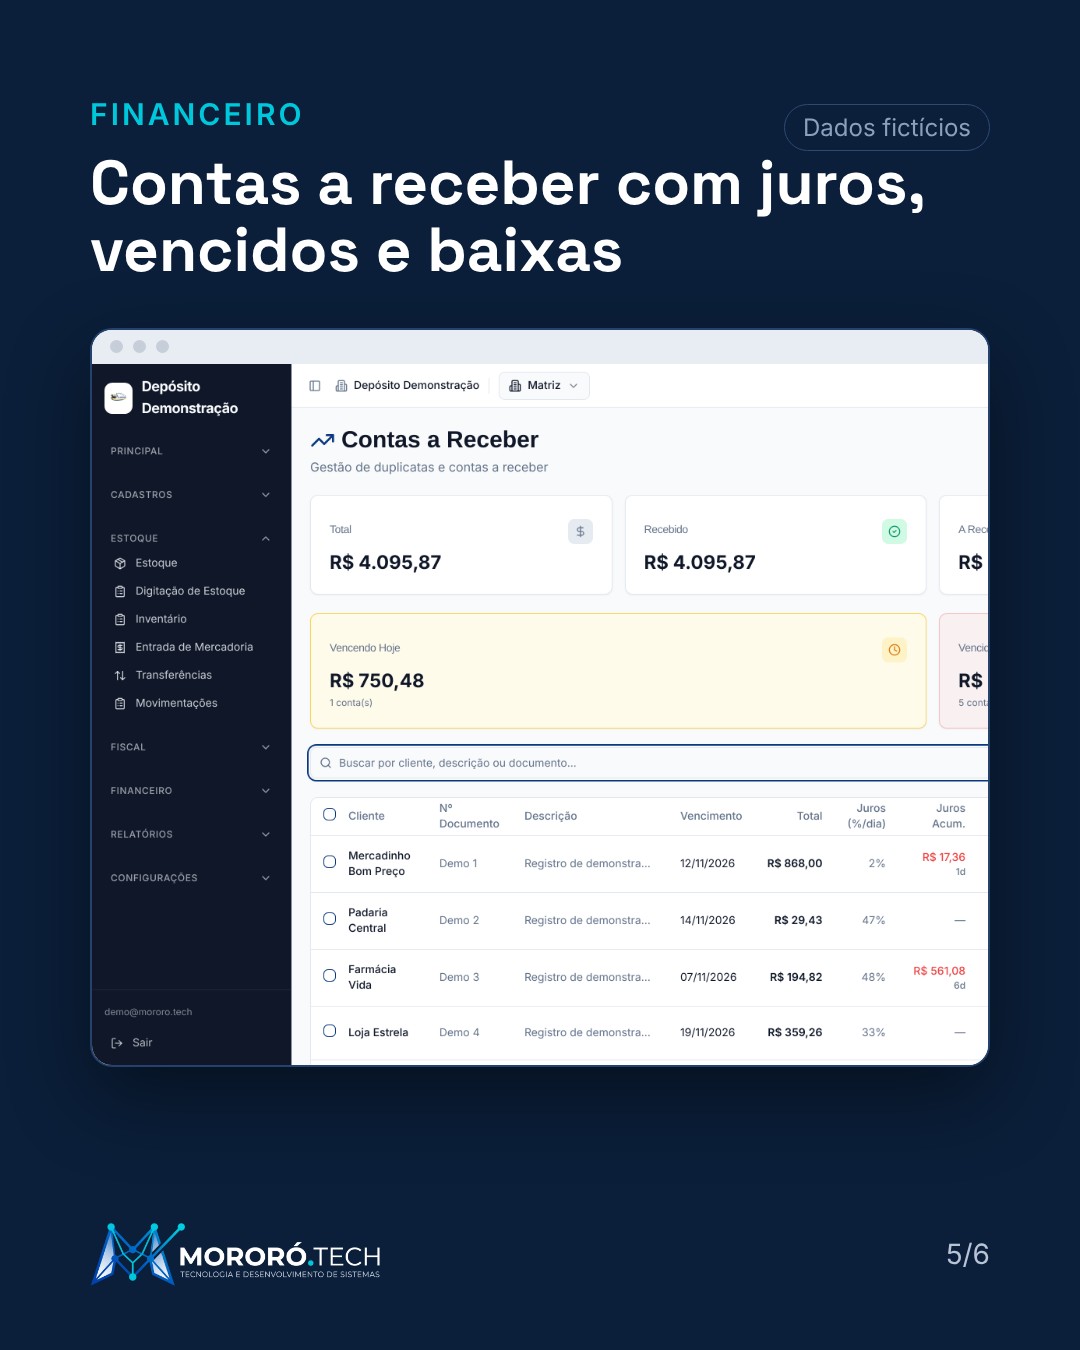 FINANCEIRO
Dados fictícios
Contas a receber com juros,
vencidos e baixas
Depósito
Demonstração
PRINCIPAL
CADASTROS
ESTOQUE
Estoque
Digitação de Estoque
Inventário
Entrada de Mercadoria
Transferências
Movimentações
FISCAL
FINANCEIRO
RELATÓRIOS
CONFIGURAÇÕES
demo@mororo.tech
Sair
Depósito Demonstração
Matriz
Contas a Receber
Gestão de duplicatas e contas a receber
Total
R$ 4.095,87
Recebido
R$ 4.095,87
A Rec
R$
Vencendo Hoje
R$ 750,48
1 conta(s)
Venci
R$
5 cont
Buscar por cliente, descrição ou documento...
Cliente Nº Documento Descrição Vencimento Total Juros (%/dia) Juros Acum.
Mercadinho Bom Preço Demo 1 Registro de demonstra... 12/11/2026 R$ 868,00 2% R$ 17,36 1d
Padaria Central Demo 2 Registro de demonstra... 14/11/2026 R$ 29,43 47% —
Farmácia Vida Demo 3 Registro de demonstra... 07/11/2026 R$ 194,82 48% R$ 561,08 6d
Loja Estrela Demo 4 Registro de demonstra... 19/11/2026 R$ 359,26 33% —
MORORÓ.TECH
TECNOLOGIA E DESENVOLVIMENTO DE SISTEMAS
5/6